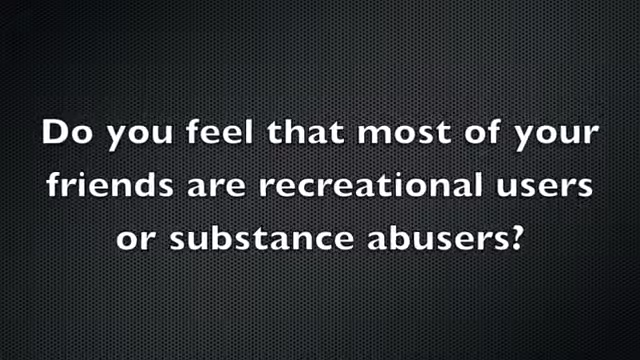 Do you feel that most of your
friends are recreational users
or substance abusers?